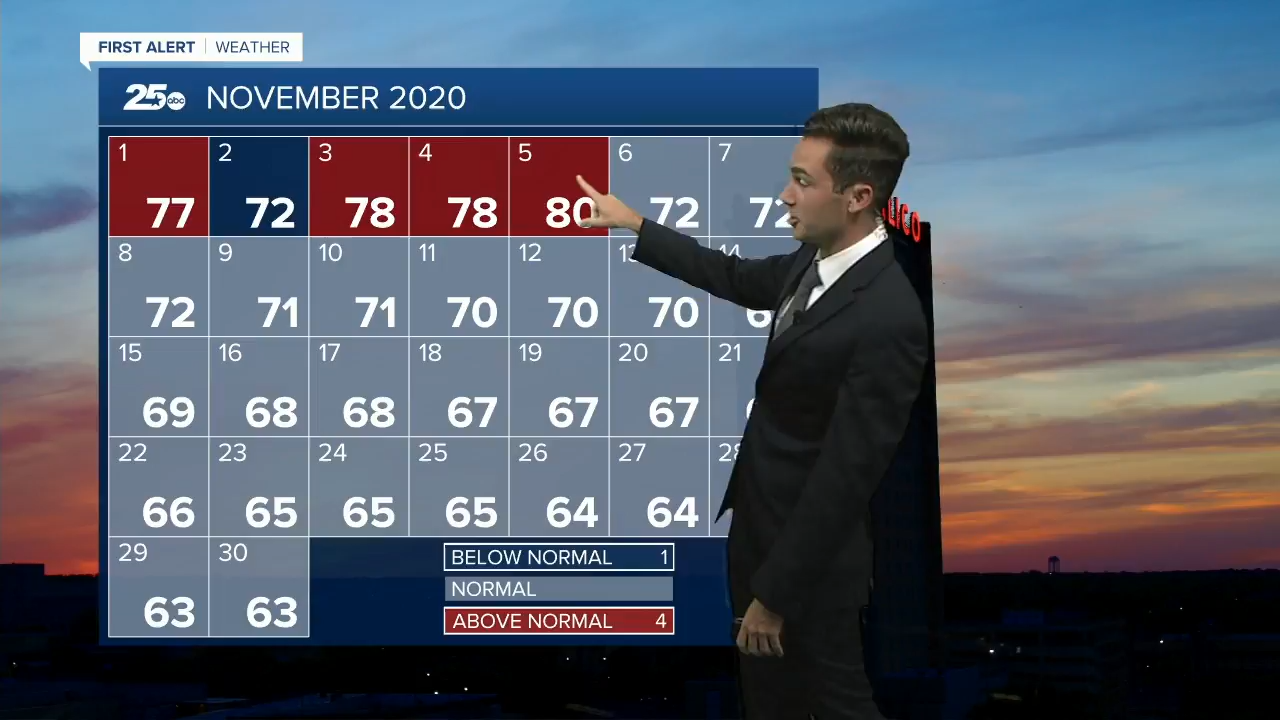 FIRST ALERT | WEATHER
25 abc NOVEMBER 2020
1 2 3 4 5 6 7
77 72 78 78 80 72 72
8 9 10 11 12
72 71 71 70 70 70
15 16 17 18 19 20 21
69 68 68 67 67 67
22 23 24 25 26 27
66 65 65 65 64 64
29 30
63 63
BELOW NORMAL 1
NORMAL
ABOVE NORMAL 4